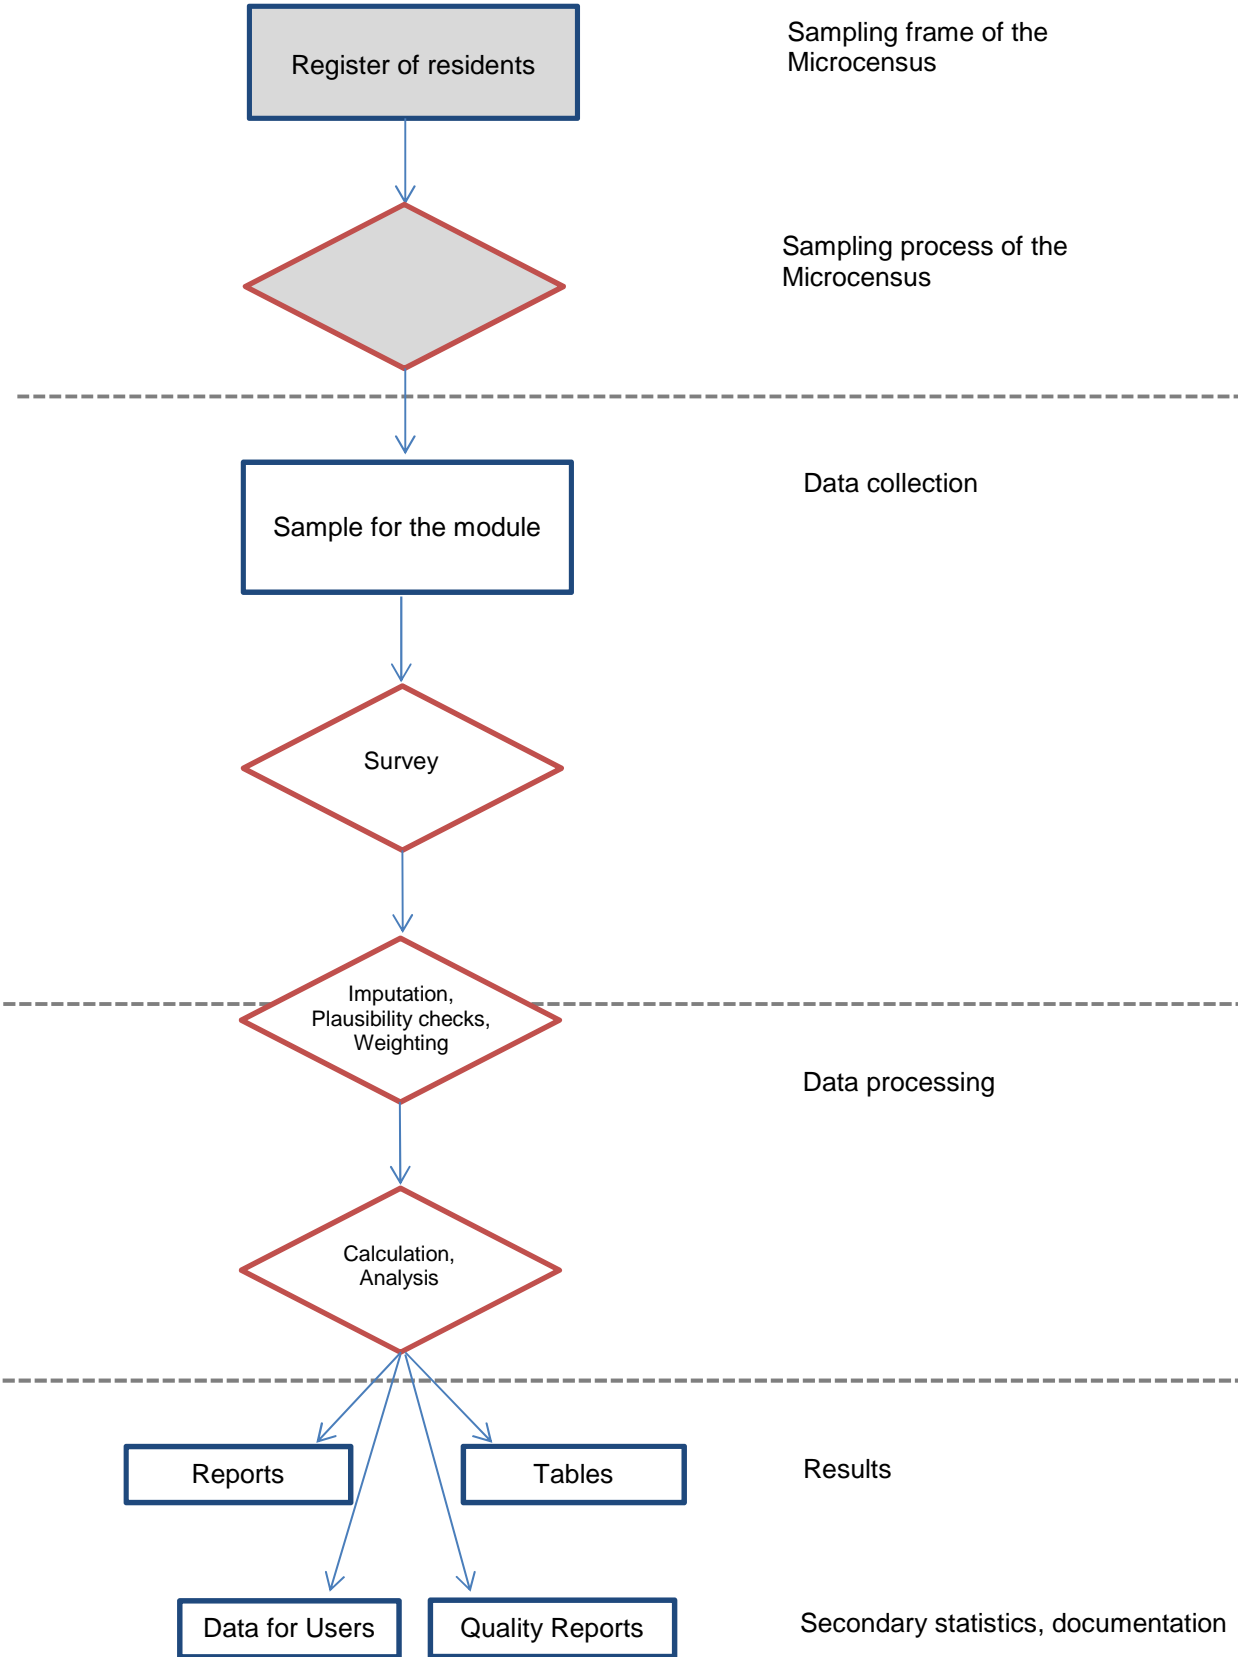 Register of residents
Sampling frame of the
Microcensus
Sampling process of the
Microcensus
Data collection
Sample for the module
Survey
Imputation,
Plausibility checks,
Weighting
Data processing
Calculation,
Analysis
Reports
Tables
Results
Data for Users
Quality Reports
Secondary statistics, documentation